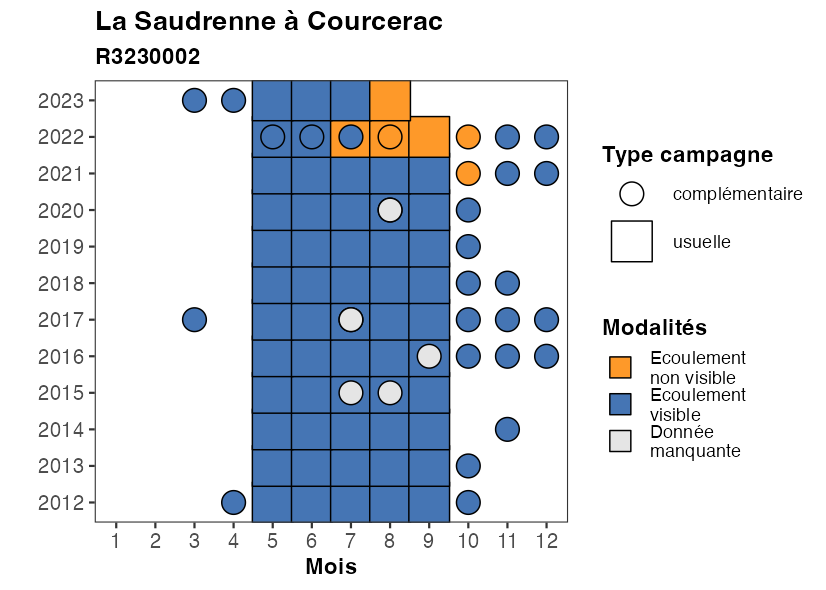 La Saudrenne à Courcerac
R3230002
2023
2022
2021
2020
2019
2018
2017
2016
2015
2014
2013
2012
1 2 3 4 5 6 7 8 9 10 11 12
Mois
Type campagne
complémentaire
usuelle
Modalités
Ecoulement
non visible
Ecoulement
visible
Donnée
manquante